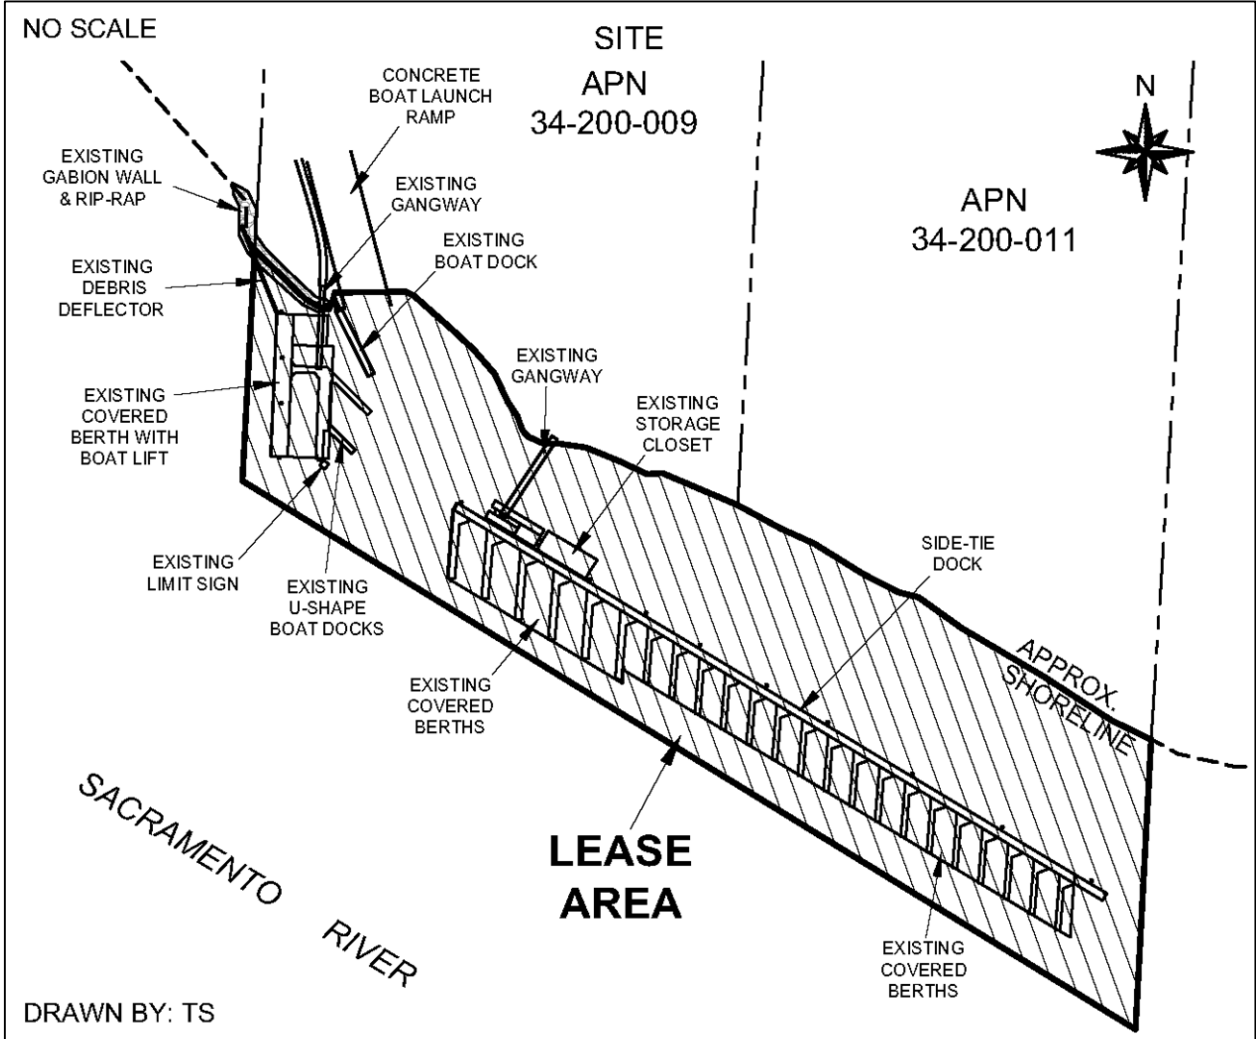 NO SCALE
SITE
APN
34-200-009
N
APN
34-200-011
CONCRETE
BOAT LAUNCH
RAMP
EXISTING
GABION WALL
& RIP-RAP
EXISTING
GANGWAY
EXISTING
BOAT DOCK
EXISTING
DEBRIS
DEFLECTOR
EXISTING
GANGWAY
EXISTING
STORAGE
CLOSET
EXISTING
COVERED
BERTH WITH
BOAT LIFT
SIDE-TIE
DOCK
EXISTING
LIMIT SIGN
EXISTING
U-SHAPE
BOAT DOCKS
APPROX.
SHORELINE
EXISTING
COVERED
BERTHS
SACRAMENTO
RIVER
LEASE
AREA
EXISTING
COVERED
BERTHS
DRAWN BY: TS